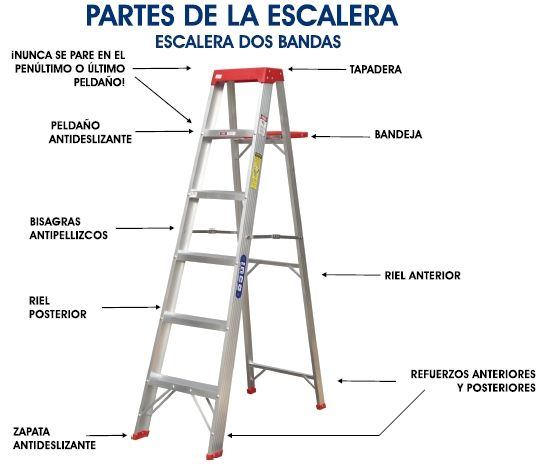 PARTES DE LA ESCALERA
ESCALERA DOS BANDAS
¡NUNCA SE PARE EN EL
PENÚLTIMO O ÚLTIMO
PELDAÑO!
TAPADERA
PELDAÑO
ANTIDESLIZANTE
BANDEJA
BISAGRAS
ANTIPELLIZCOS
RIEL ANTERIOR
RIEL
POSTERIOR
REFUERZOS ANTERIORES
Y POSTERIORES
ZAPATA
ANTIDESLIZANTE